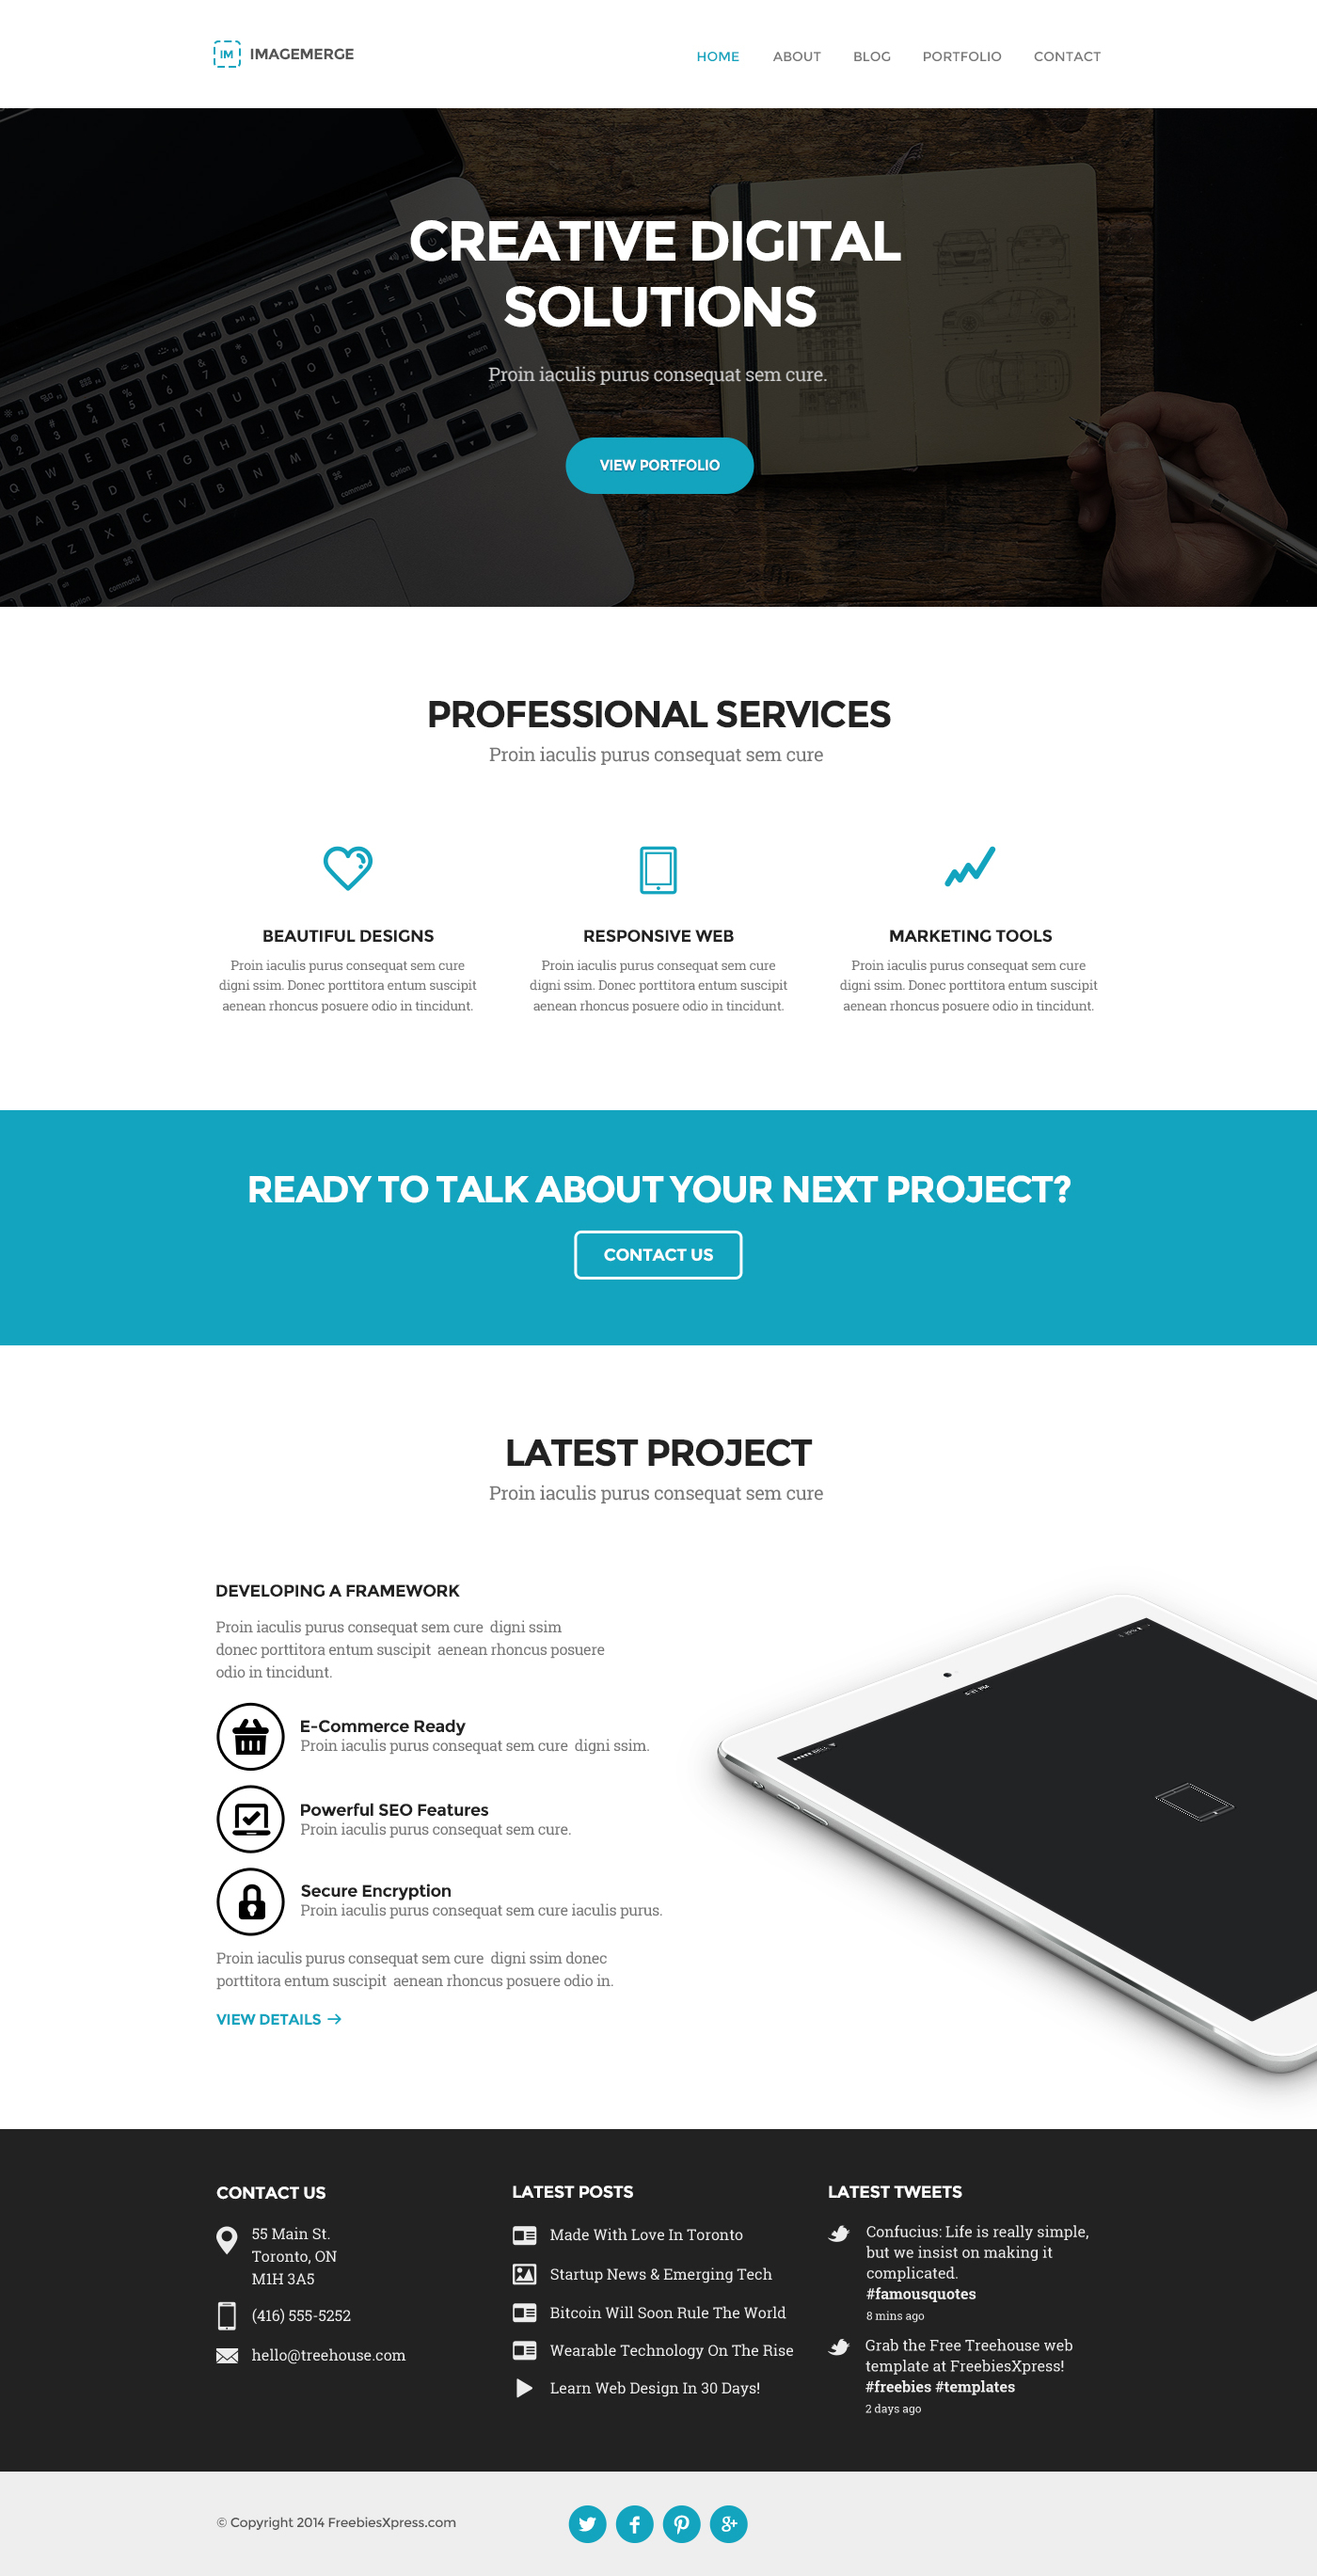 IM IMAGEMERGE
HOME ABOUT BLOG PORTFOLIO CONTACT
CREATIVE DIGITAL
SOLUTIONS
Proin iaculis purus consequat sem cure.
VIEW PORTFOLIO
PROFESSIONAL SERVICES
Proin iaculis purus consequat sem cure
BEAUTIFUL DESIGNS
Proin iaculis purus consequat sem cure
digni ssim. Donec porttitora entum suscipit
aenean rhoncus posuere odio in tincidunt.
RESPONSIVE WEB
Proin iaculis purus consequat sem cure
digni ssim. Donec porttitora entum suscipit
aenean rhoncus posuere odio in tincidunt.
MARKETING TOOLS
Proin iaculis purus consequat sem cure
digni ssim. Donec porttitora entum suscipit
aenean rhoncus posuere odio in tincidunt.
READY TO TALK ABOUT YOUR NEXT PROJECT?
CONTACT US
LATEST PROJECT
Proin iaculis purus consequat sem cure
DEVELOPING A FRAMEWORK
Proin iaculis purus consequat sem cure digni ssim
donec porttitora entum suscipit aenean rhoncus posuere
odio in tincidunt.
E-Commerce Ready
Proin iaculis purus consequat sem cure digni ssim.
Powerful SEO Features
Proin iaculis purus consequat sem cure.
Secure Encryption
Proin iaculis purus consequat sem cure iaculis purus.
Proin iaculis purus consequat sem cure digni ssim donec
porttitora entum suscipit aenean rhoncus posuere odio in.
VIEW DETAILS →
CONTACT US
55 Main St.
Toronto, ON
M1H 3A5
(416) 555-5252
hello@treehouse.com
LATEST POSTS
Made With Love In Toronto
Startup News & Emerging Tech
Bitcoin Will Soon Rule The World
Wearable Technology On The Rise
Learn Web Design In 30 Days!
LATEST TWEETS
Confucius: Life is really simple,
but we insist on making it
complicated.
#famousquotes
8 mins ago
Grab the Free Treehouse web
template at FreebiesXpress!
#freebies #templates
2 days ago
© Copyright 2014 FreebiesXpress.com